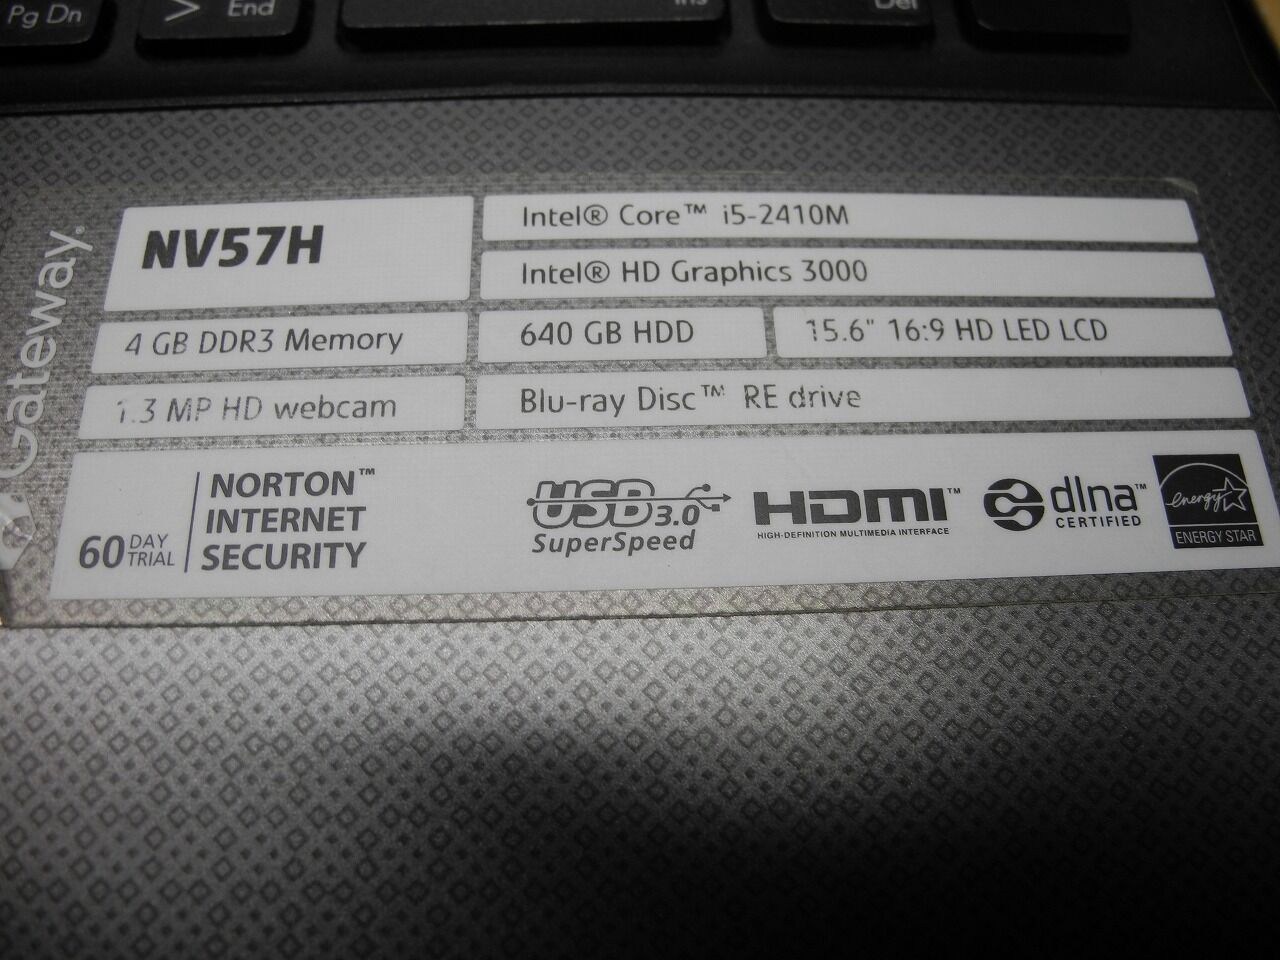 Pg Dn
> End
Ins
Del
Gateway.
NV57H
Intel® Core™ i5-2410M
Intel® HD Graphics 3000
4 GB DDR3 Memory
640 GB HDD
15.6" 16:9 HD LED LCD
1.3 MP HD webcam
Blu-ray Disc™ RE drive
60 DAY TRIAL
NORTON™
INTERNET
SECURITY
USB 3.0
SuperSpeed
HDMI™
HIGH-DEFINITION MULTIMEDIA INTERFACE
dlna™
CERTIFIED
energy
ENERGY STAR